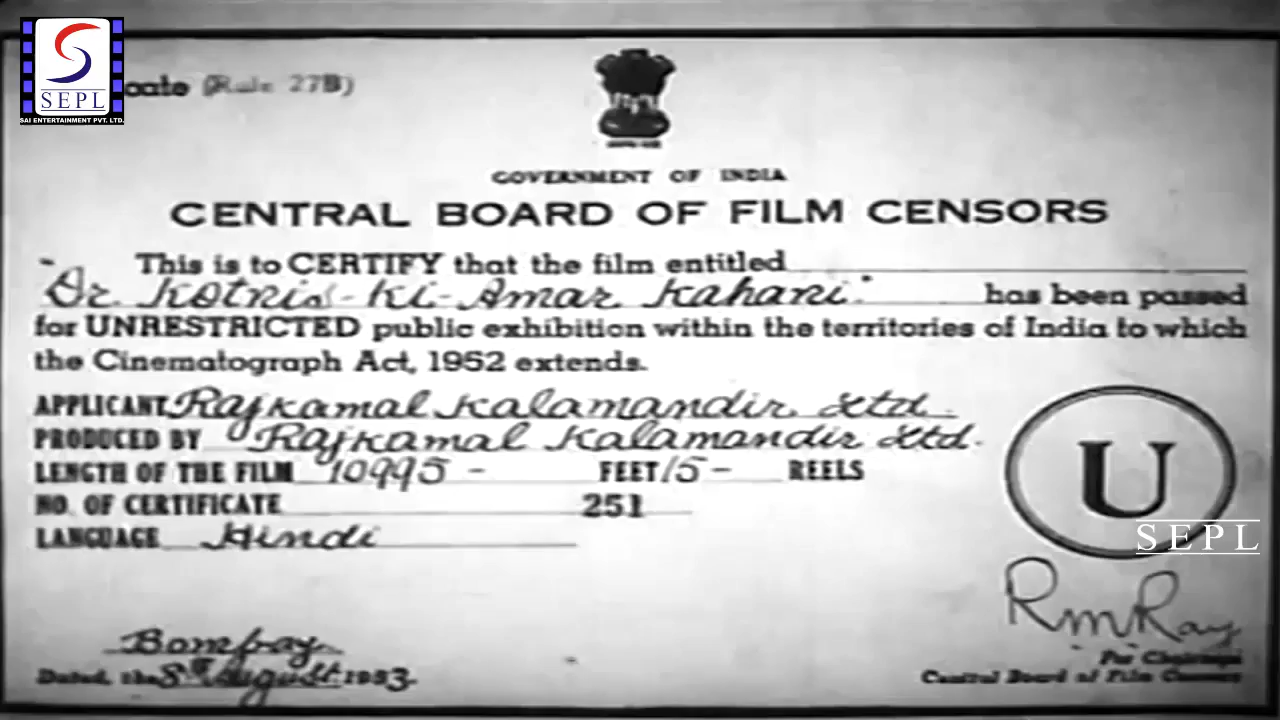 SEPL
SAI ENTERTAINMENT PVT. LTD.
(Rule 27B)
GOVERNMENT OF INDIA
CENTRAL BOARD OF FILM CENSORS
This is to CERTIFY that the film entitled
"Dr. Kotnis-Ki-Amar Kahani" has been passed
for UNRESTRICTED public exhibition within the territories of India to which
the Cinematograph Act, 1952 extends.
APPLICANT Rajkamal Kalamandir Ltd.
PRODUCED BY Rajkamal Kalamandir Ltd.
LENGTH OF THE FILM 10995 - FEET/5 - REELS
NO. OF CERTIFICATE 251
LANGUAGE Hindi
U
SEPL
RmRay
Bombay
Dated, the 8th August 1953.
For Chairman
Central Board of Film Censors